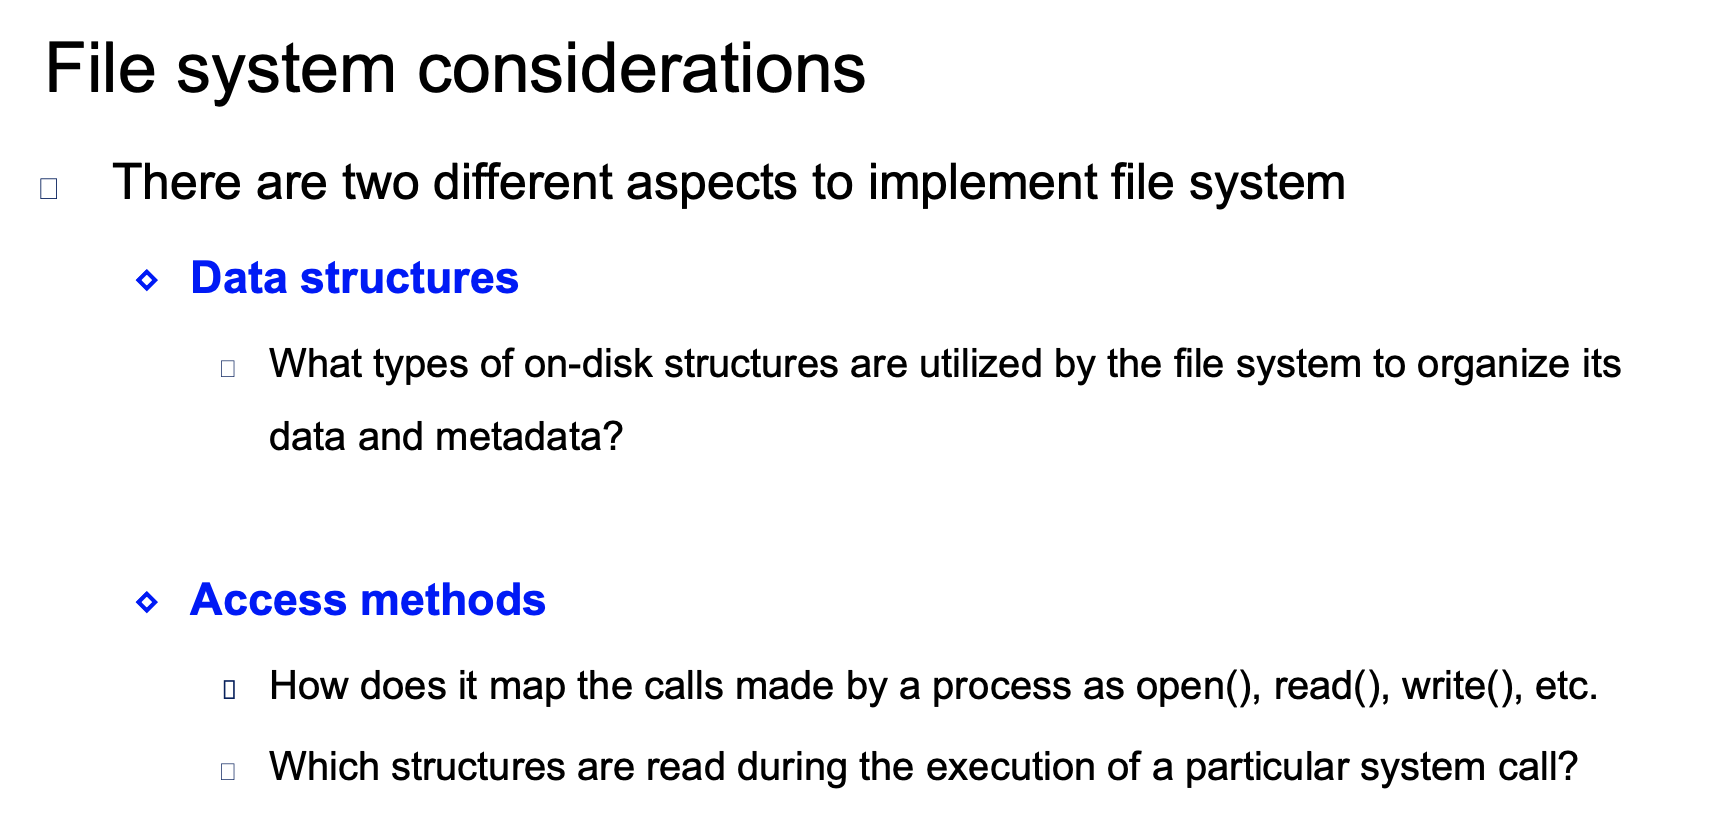 File system considerations
There are two different aspects to implement file system
Data structures
What types of on-disk structures are utilized by the file system to organize its
data and metadata?
Access methods
How does it map the calls made by a process as open(), read(), write(), etc.
Which structures are read during the execution of a particular system call?